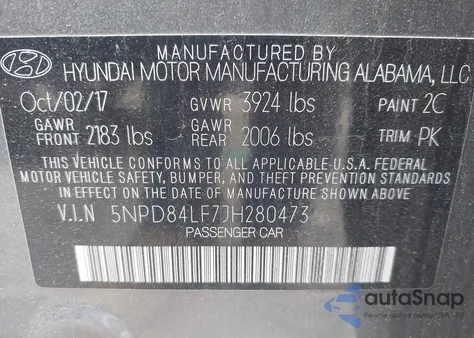 MANUFACTURED BY
HYUNDAI MOTOR MANUFACTURING ALABAMA, LLC
Oct/02/17 GVWR 3924 lbs PAINT 2C
GAWR FRONT 2183 lbs GAWR REAR 2006 lbs TRIM PK
THIS VEHICLE CONFORMS TO ALL APPLICABLE-U.S.A. FEDERAL
MOTOR VEHICLE SAFETY, BUMPER, AND THEFT PREVENTION STANDARDS
IN EFFECT ON THE DATE OF MANUFACTURE SHOWN ABOVE.
V.I.N 5NPD84LF7JH280473
PASSENGER CAR
autoSnap